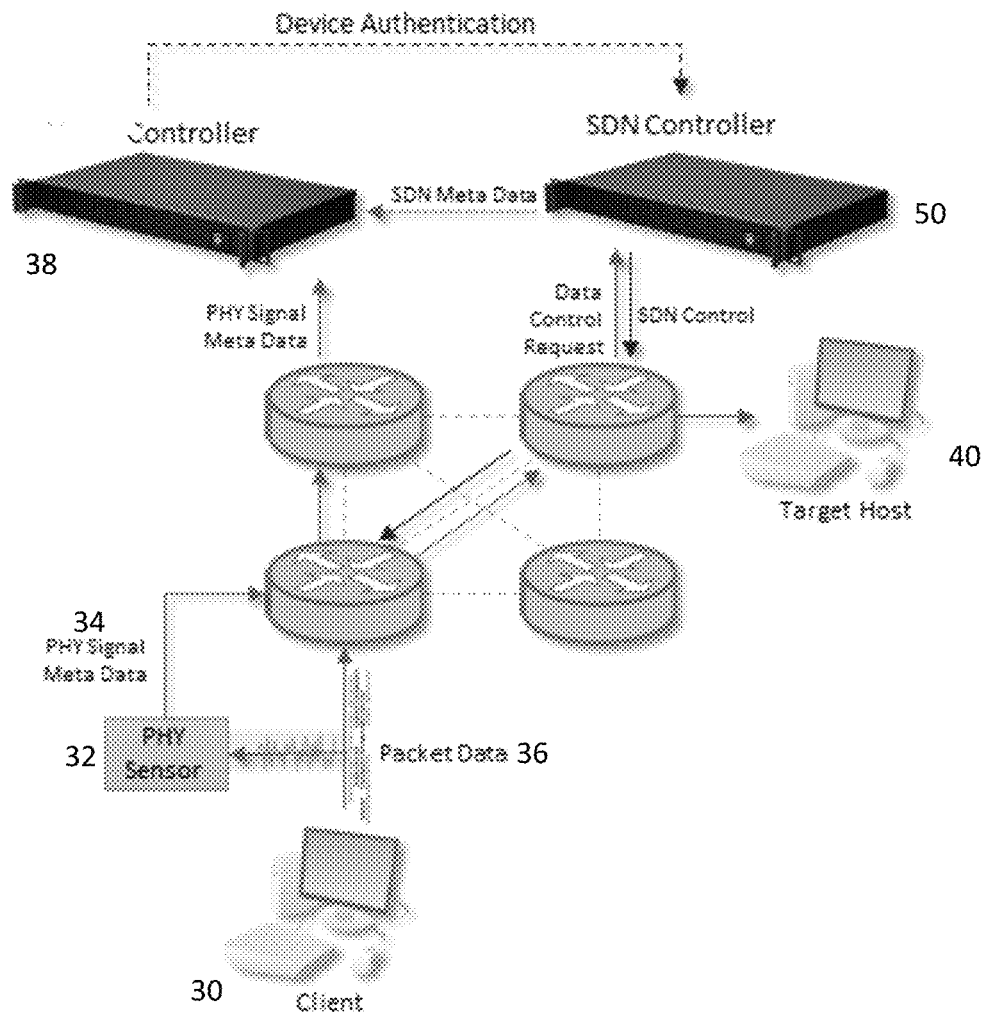 Device Authentication
Controller
SDN Controller
SDN Meta Data
50
38
PHY Signal
Meta Data
Data
Control
Request
SDN Control
40
Target Host
34
PHY Signal
Meta Data
32
PHY
Sensor
Packet Data 36
30
Client